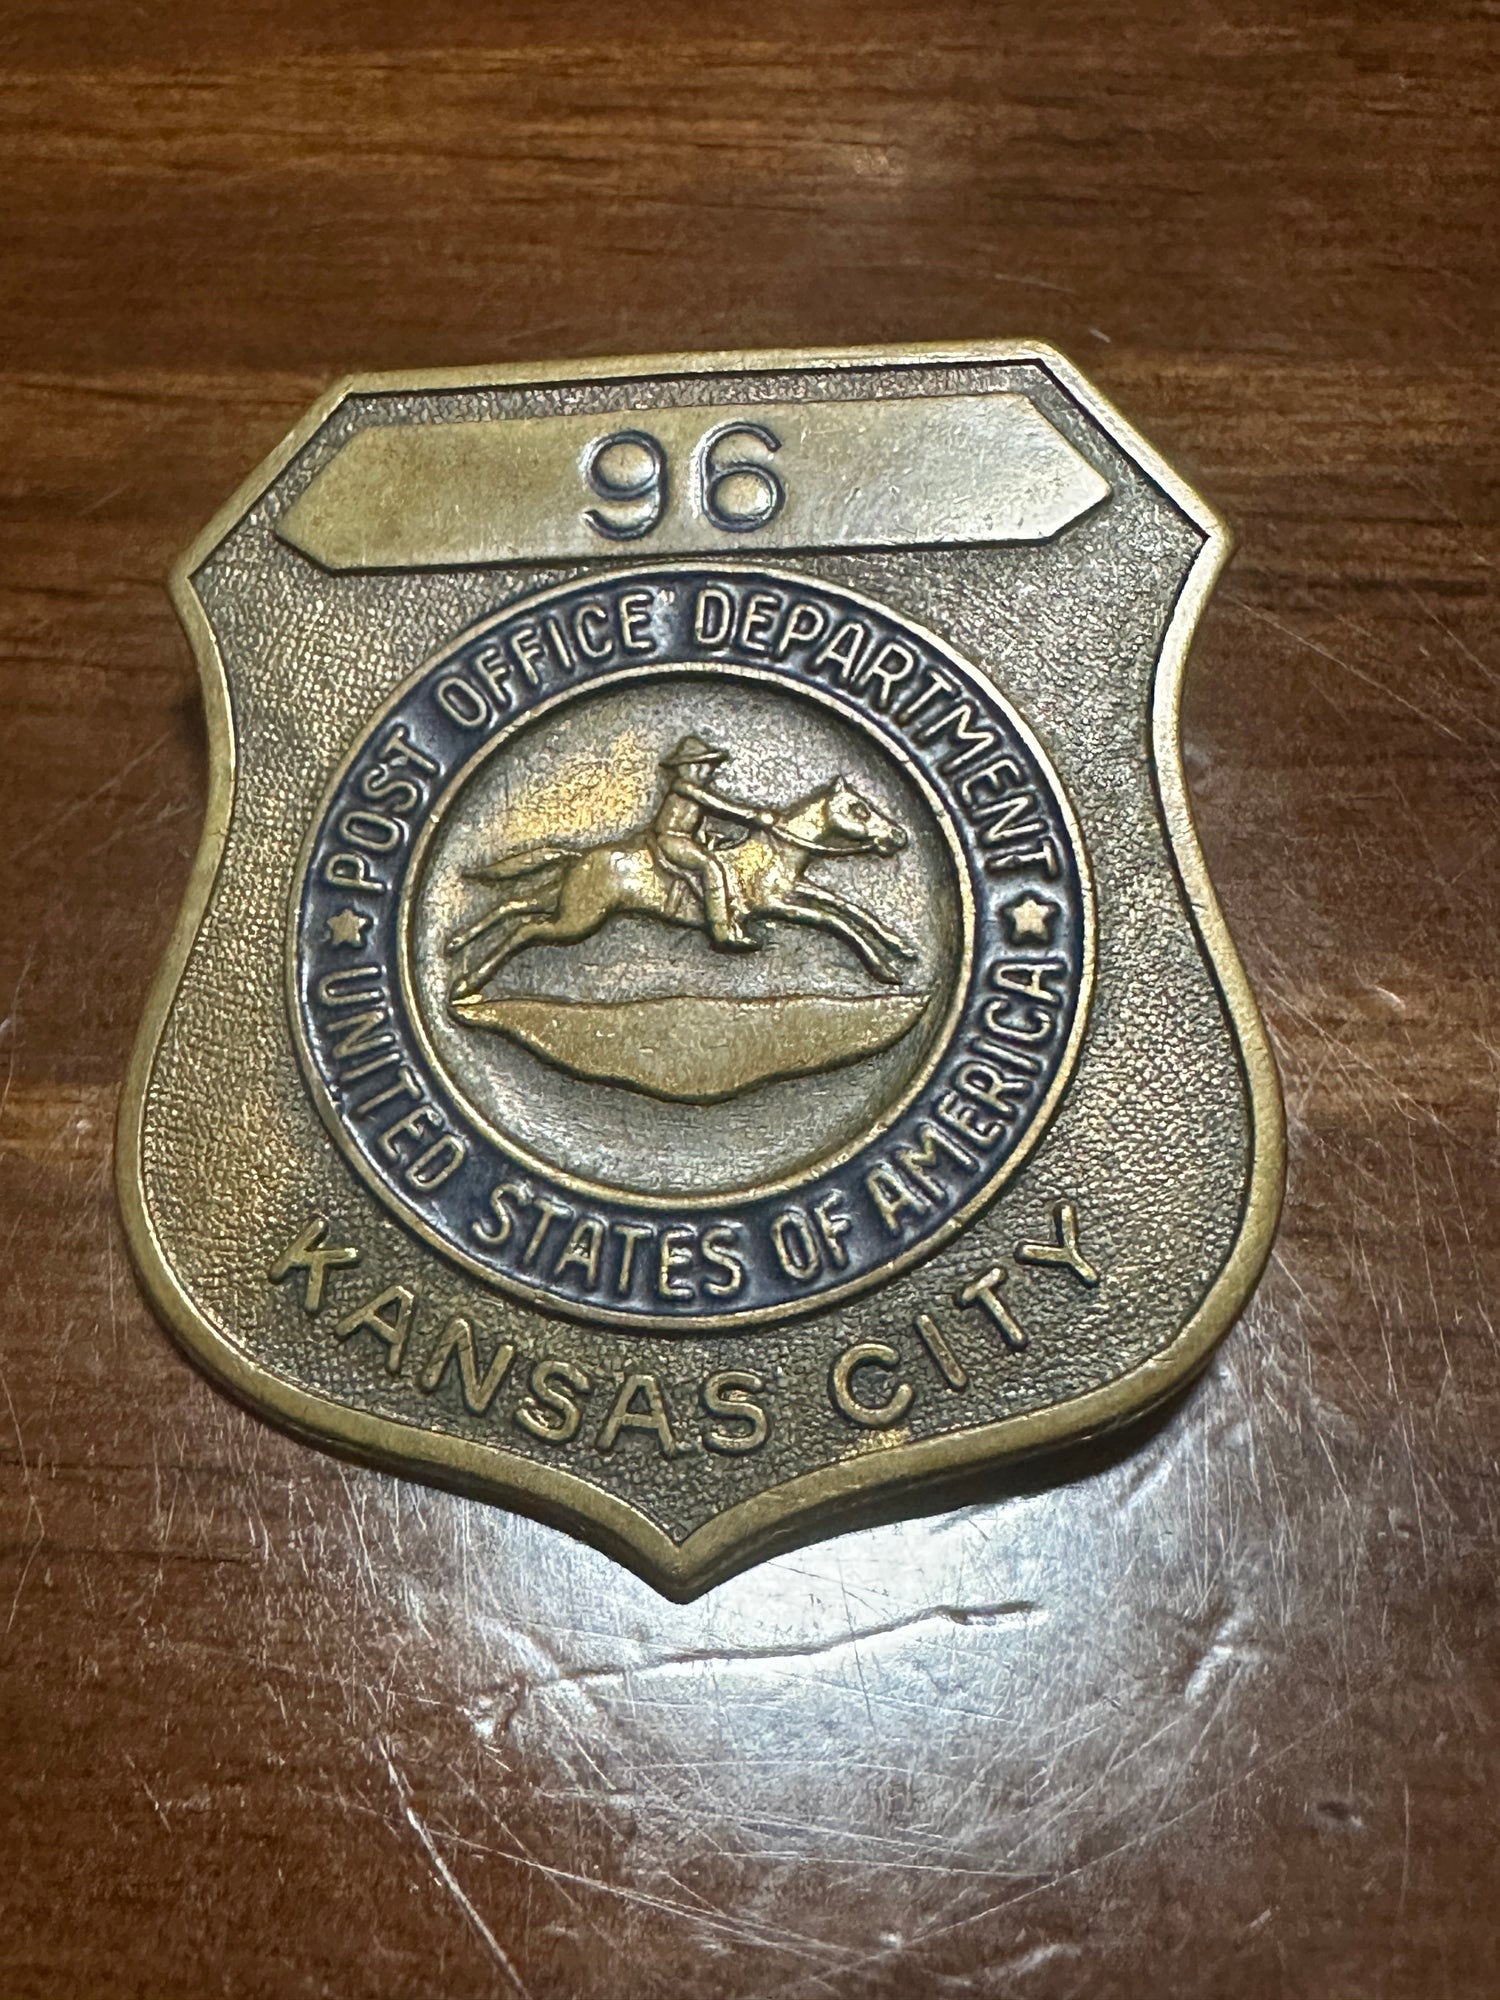 96
POST OFFICE DEPARTMENT
UNITED STATES OF AMERICA
KANSAS CITY